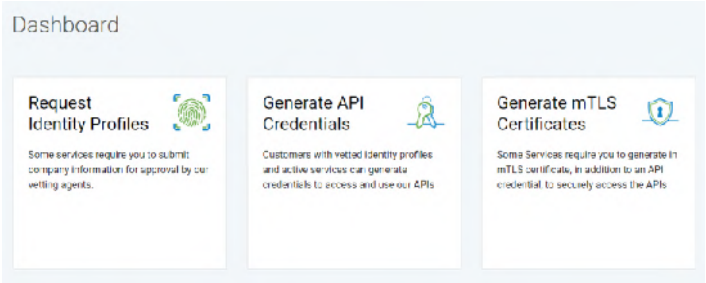 Dashboard
Request
Identity Profiles
Some services require you to submit
company information for approval by our
vetting agents.
Generate API
Credentials
Customers with vetted identity profiles
and active services can generate
credentials to access and use our APIs
Generate mTLS
Certificates
Some Services require you to generate in
mTLS certificate, in addition to an API
credential, to securely access the APIs